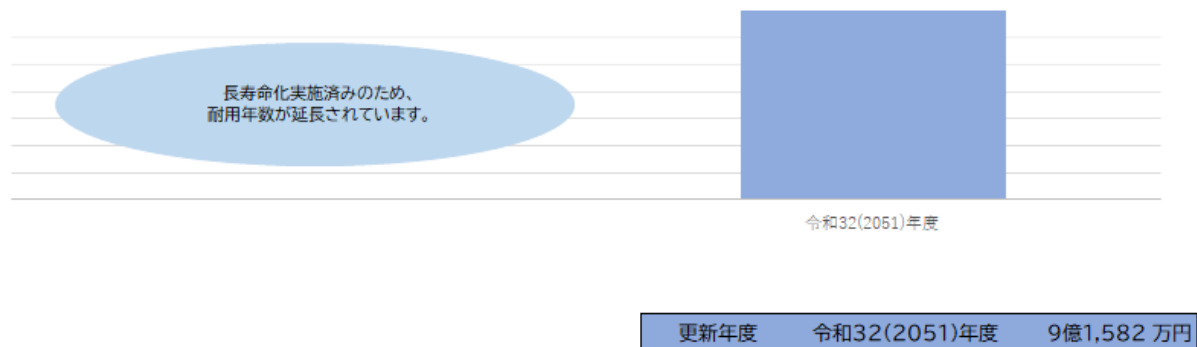 長寿命化実施済みのため、
耐用年数が延長されています。
令和32(2051)年度
更新年度 令和32(2051)年度 9億1,582 万円